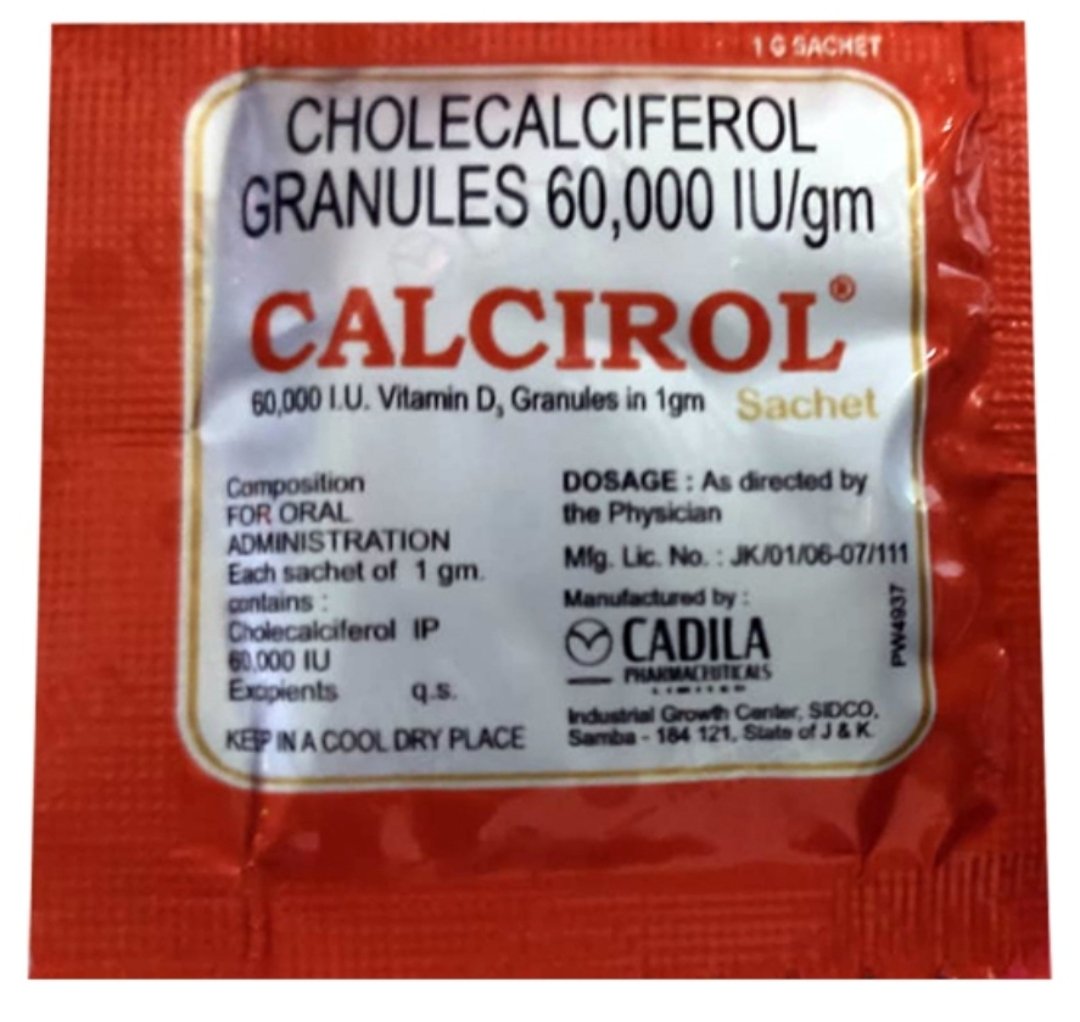 1 G SACHET
CHOLECALCIFEROL
GRANULES 60,000 IU/gm
CALCIROL®
60,000 I.U. Vitamin D3 Granules in 1gm Sachet
Composition
FOR ORAL
ADMINISTRATION
Each sachet of 1 gm.
contains :
Cholecalciferol IP
60,000 IU
Excipients q.s.
KEEP IN A COOL DRY PLACE
DOSAGE : As directed by
the Physician
Mfg. Lic. No. : JK/01/06-07/111
Manufactured by :
CADILA
PHARMACEUTICALS
LIMITED
Industrial Growth Center, SIDCO,
Samba - 184 121, State of J & K.
PW4937